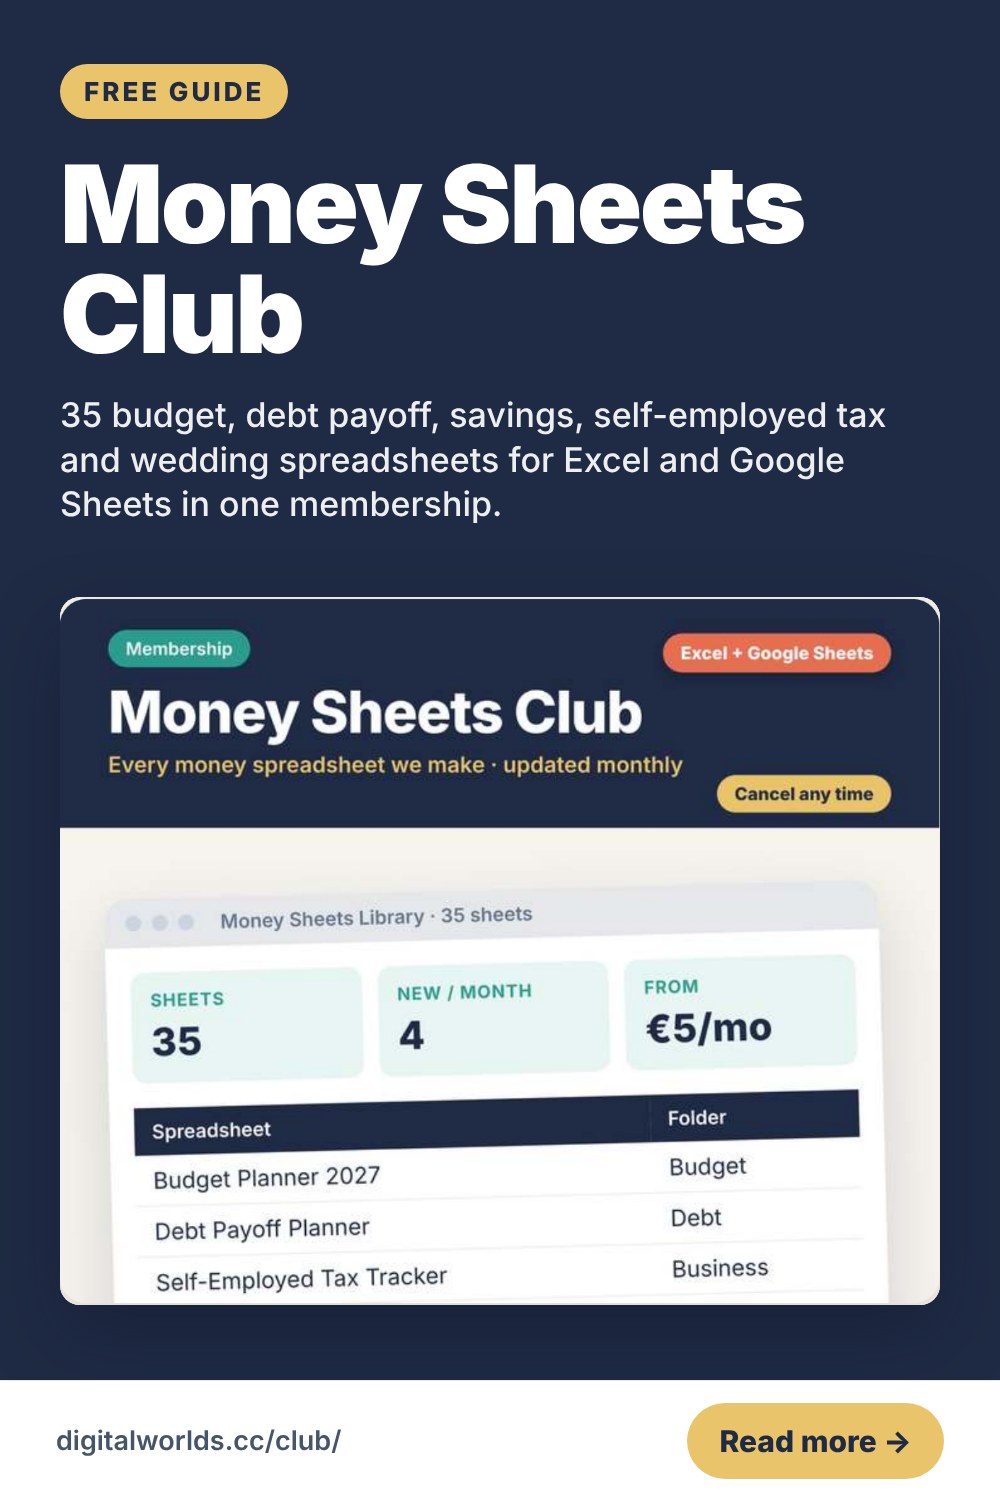 FREE GUIDE
Money Sheets
Club
35 budget, debt payoff, savings, self-employed tax
and wedding spreadsheets for Excel and Google
Sheets in one membership.
Membership
Excel + Google Sheets
Money Sheets Club
Every money spreadsheet we make · updated monthly
Cancel any time
Money Sheets Library · 35 sheets
SHEETS
35
NEW / MONTH
4
FROM
€5/mo
Spreadsheet Folder
Budget Planner 2027 Budget
Debt Payoff Planner Debt
Self-Employed Tax Tracker Business
digitalworlds.cc/club/
Read more →